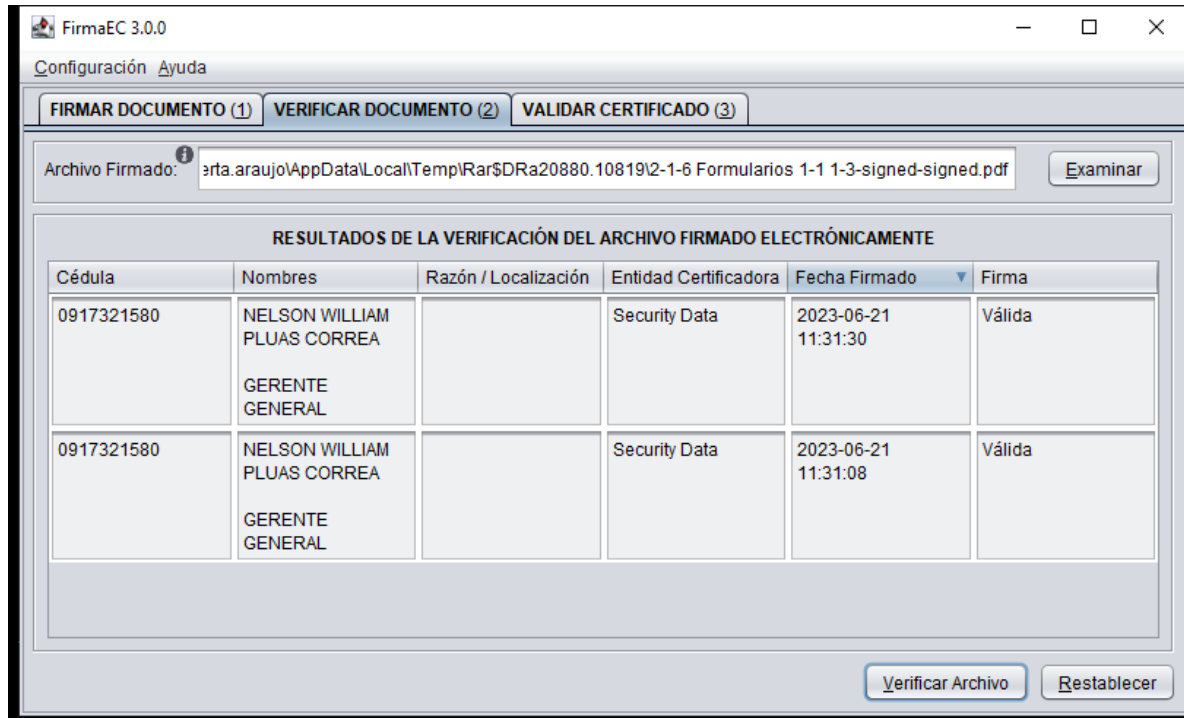 FirmaEC 3.0.0
Configuración Ayuda
FIRMAR DOCUMENTO (1) VERIFICAR DOCUMENTO (2) VALIDAR CERTIFICADO (3)
Archivo Firmado: erta.araujo\AppData\Local\Temp\Rar$DRa20880.10819\2-1-6 Formularios 1-1 1-3-signed-signed.pdf Examinar
RESULTADOS DE LA VERIFICACIÓN DEL ARCHIVO FIRMADO ELECTRÓNICAMENTE
Cédula Nombres Razón / Localización Entidad Certificadora Fecha Firmado Firma
0917321580 NELSON WILLIAM Security Data 2023-06-21 Válida
PLUAS CORREA 11:31:30
GERENTE
GENERAL
0917321580 NELSON WILLIAM Security Data 2023-06-21 Válida
PLUAS CORREA 11:31:08
GERENTE
GENERAL
Verificar Archivo Restablecer